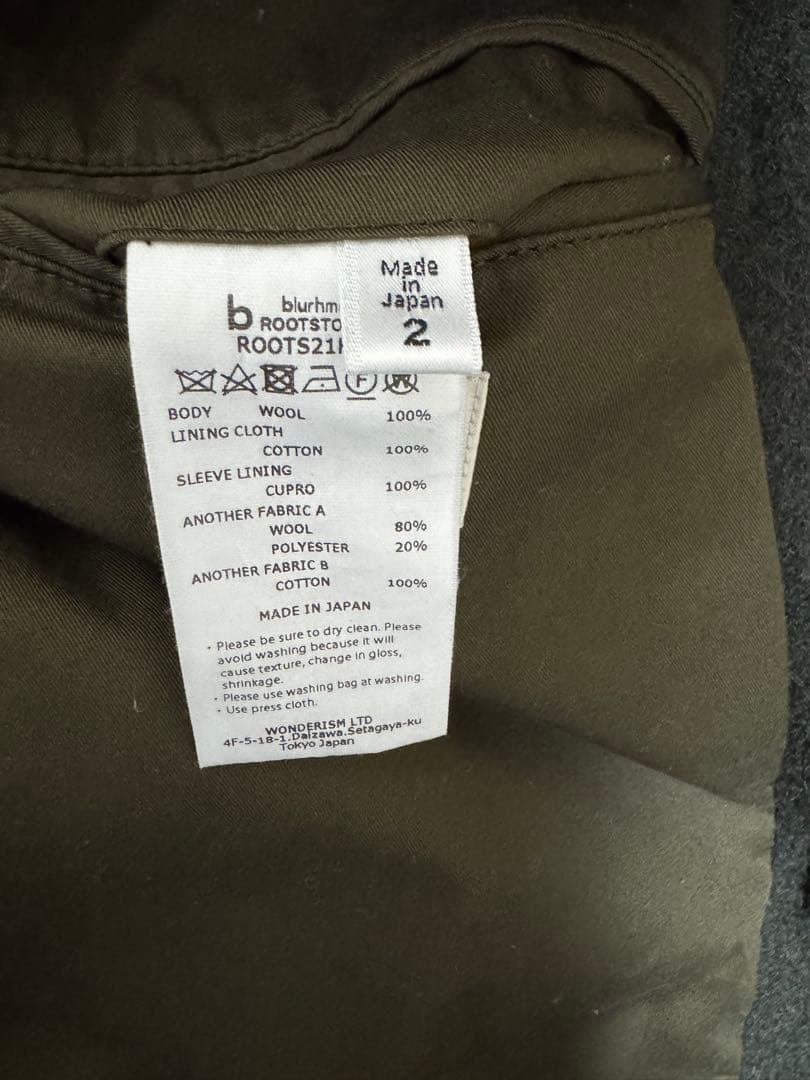 Made
in
Japan
2
b
blurhm
ROOTSTO
ROOTS21
F
W
BODY WOOL 100%
LINING CLOTH
COTTON 100%
SLEEVE LINING
CUPRO 100%
ANOTHER FABRIC A
WOOL 80%
POLYESTER 20%
ANOTHER FABRIC B
COTTON 100%
MADE IN JAPAN
• Please be sure to dry clean. Please
avoid washing because it will
cause texture, change in gloss,
shrinkage.
• Please use washing bag at washing.
• Use press cloth.
WONDERISM LTD
4F-5-18-1.Daizawa.Setagaya-ku
Tokyo Japan